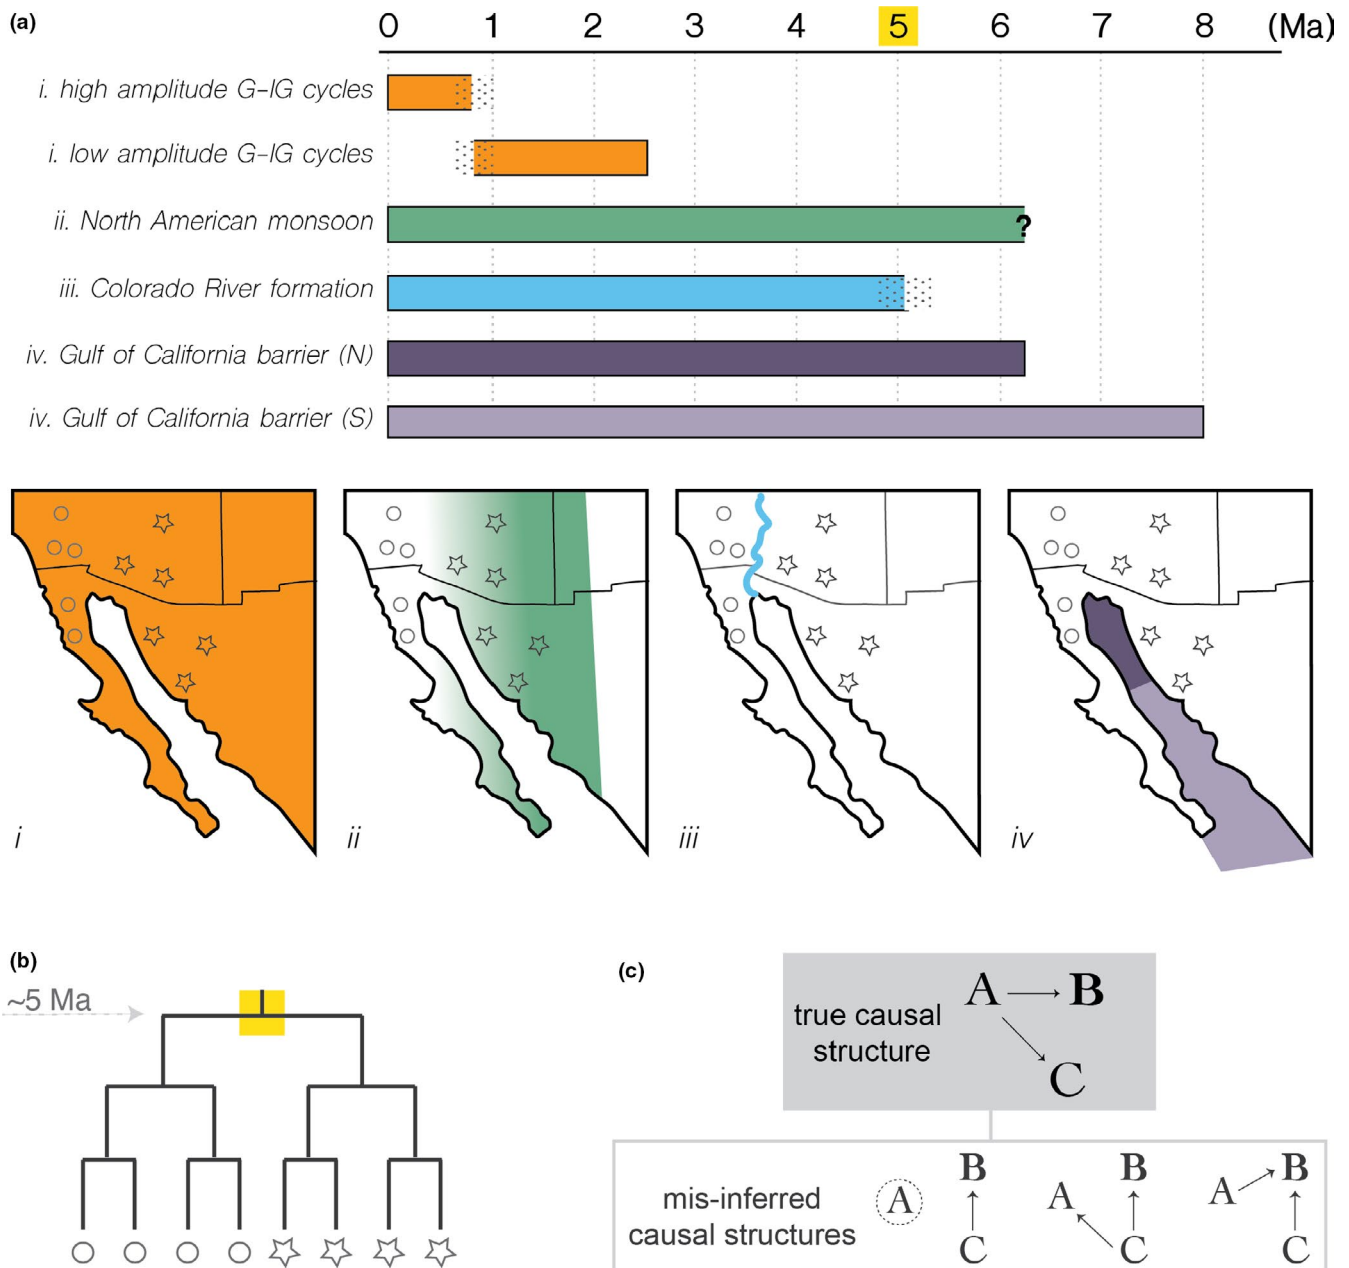 (a)
0 1 2 3 4 5 6 7 8 (Ma)
i. high amplitude G–IG cycles
i. low amplitude G–IG cycles
ii. North American monsoon
?
iii. Colorado River formation
iv. Gulf of California barrier (N)
iv. Gulf of California barrier (S)
i
ii
iii
iv
(b)
~5 Ma
(c)
true causal
structure
A B
C
mis-inferred
causal structures
A B C
A B C
A B C